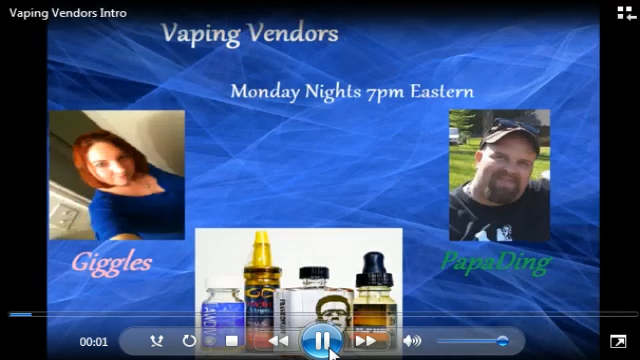 Vaping Vendors Intro
Vaping Vendors
Monday Nights 7pm Eastern
Giggles
PapaDing
00:01